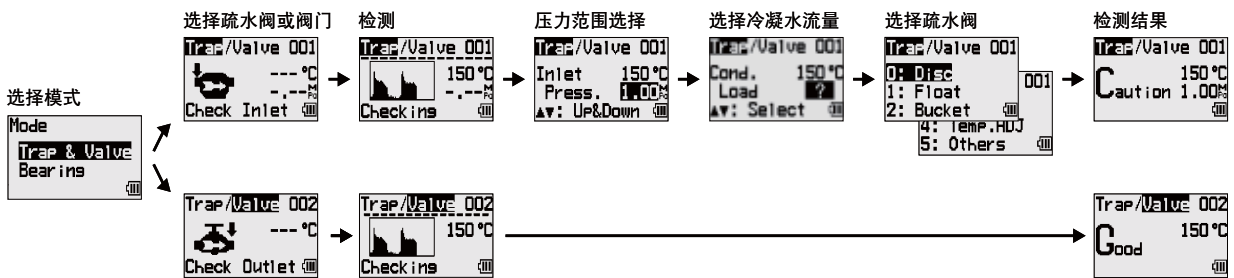 选择模式
Mode
Trap & Valve
Bearing
选择疏水阀或阀门
Trap/Valve 001
--- °C
-.-- MPa
Check Inlet
检测
Trap/Valve 001
150 °C
-.-- MPa
Checking
压力范围选择
Trap/Valve 001
Inlet 150 °C
Press. 1.00 MPa
▲▼: Up&Down
选择冷凝水流量
Trap/Valve 001
Cond. 150 °C
Load ?
▲▼: Select
选择疏水阀
Trap/Valve 001
0: Disc
1: Float
2: Bucket
001
4: Temp.ADJ
5: Others
检测结果
Trap/Valve 001
150 °C
Caution 1.00 MPa
Trap/Valve 002
--- °C
Check Outlet
Trap/Valve 002
150 °C
Checking
Trap/Valve 002
150 °C
Good